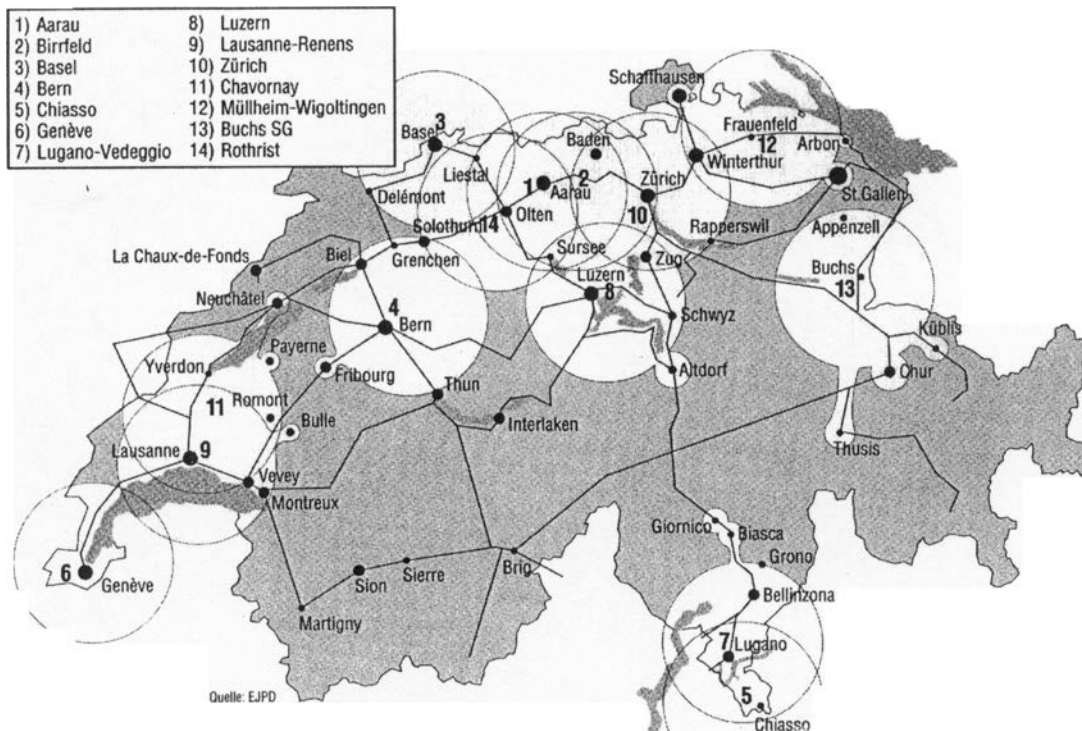 1) Aarau
2) Birrfeld
3) Basel
4) Bern
5) Chiasso
6) Genève
7) Lugano-Vedeggio
8) Luzern
9) Lausanne-Renens
10) Zürich
11) Chavornay
12) Müllheim-Wigoltingen
13) Buchs SG
14) Rothrist
Schaffhausen
3
Basel
Baden
Frauenfeld
12
Arbon
Liestal
1
Aarau
2
Winterthur
Delémont
Zürich
St.Gallen
10
14
Olten
Solothurn
Rapperswil
Appenzell
Grenchen
Sursee
Biel
Zug
La Chaux-de-Fonds
Luzern
8
Buchs
13
Neuchâtel
4
Bern
Schwyz
Küblis
Payerne
Yverdon
Fribourg
Altdorf
Chur
Thun
11
Romont
Bulle
Interlaken
Thusis
Lausanne
9
Vevey
Montreux
Giornico
Biasca
Grono
6
Genève
Sion
Sierre
Brig
Bellinzona
Martigny
7
Lugano
5
Chiasso
Quelle: EJPD